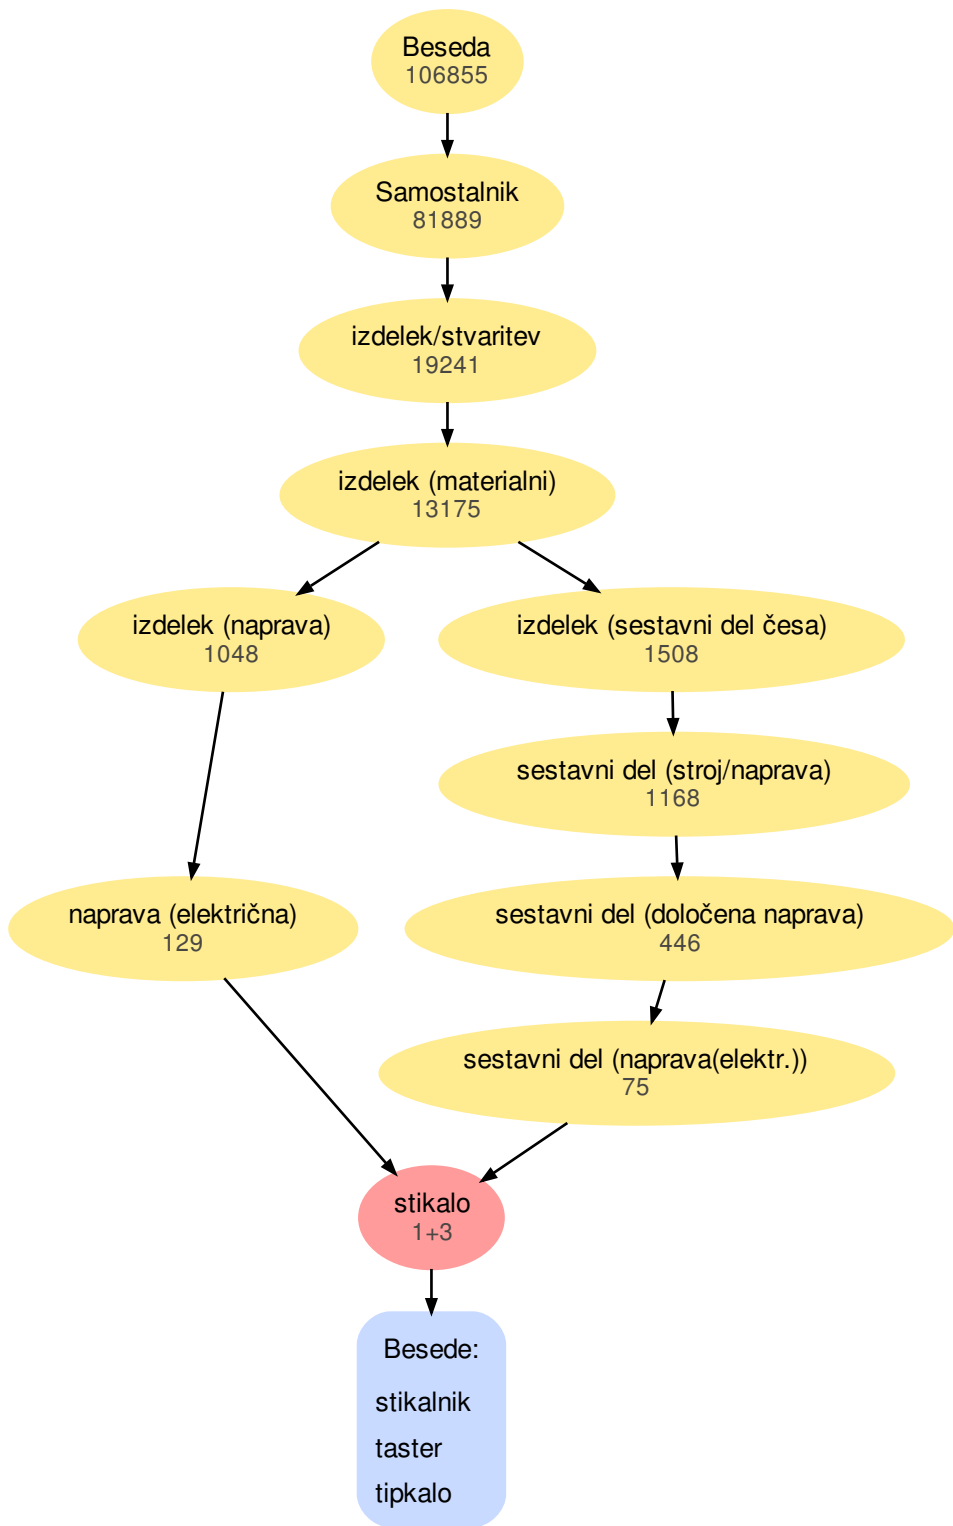 Beseda
106855
Samostalnik
81889
izdelek/stvaritev
19241
izdelek (materialni)
13175
izdelek (naprava)
1048
izdelek (sestavni del česa)
1508
sestavni del (stroj/naprava)
1168
naprava (električna)
129
sestavni del (določena naprava)
446
sestavni del (naprava(elektr.))
75
stikalo
1+3
Besede:
stikalnik
taster
tipkalo